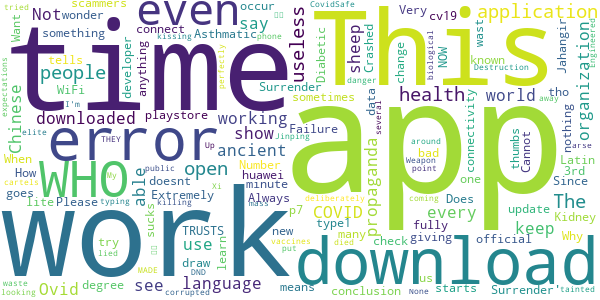 tried scammers wonder occur even time This CovidSafe cv19 application
Not something say Very
Want connect Asthmatic phone useless sheep Crashed wast
expectations developer anything kissing Diabetic change NOW known biological Destruction Jahangir Engineered
Chinese people tells WiFi perfectly Surrender sometimes danger data tho organization
I'm downloaded playstore health world
error working show Failure app nothing
When THEY Up Jinping ancient propaganda several connectivity thumbs Latin away
WHO able open Number bad Cannot 3rd
How My doesnt Extremely huawei minute COVID many around Weapon point one The Since
goes public Xi Always p7 fully every Kidney
elite lite Please typing killing type1 giving Does coming update Why
cartels sucks TRUSTS new died check us official keep
work try mass use learn vaccines put deliberately download
Ovid see lied language draw
degree MADE DND means conclusion starts Surrender'
waste looking corrupted None tainted